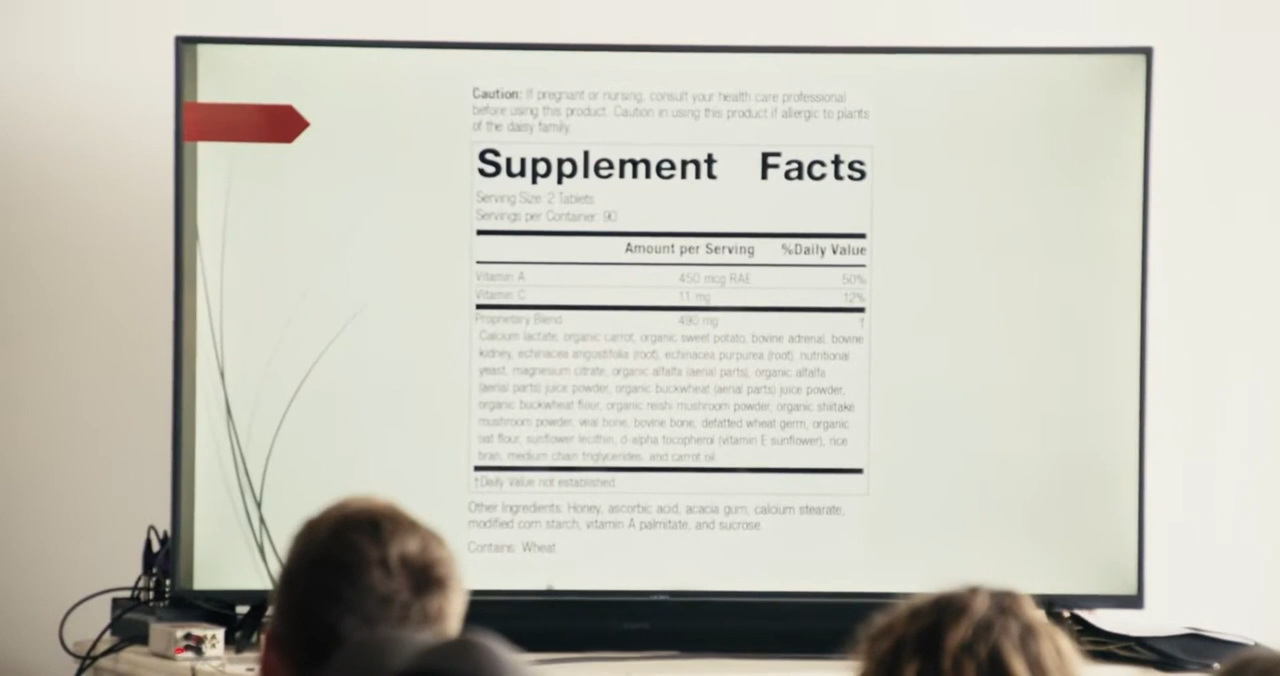 Caution: If pregnant or nursing, consult your health care professional
before using this product. Caution in using this product if allergic to plants
of the daisy family.
Supplement Facts
Serving Size: 2 Tablets
Servings per Container: 90
Amount per Serving %Daily Value
Vitamin A 450 mcg RAE 50%
Vitamin C 11 mg 12%
Proprietary Blend 490 mg †
Calcium lactate, organic carrot, organic sweet potato, bovine adrenal, bovine
kidney, echinacea angustifolia (root), echinacea purpurea (root), nutritional
yeast, magnesium citrate, organic alfalfa (aerial parts), organic alfalfa
(aerial parts) juice powder, organic buckwheat (aerial parts) juice powder,
organic buckwheat flour, organic reishi mushroom powder, organic shiitake
mushroom powder, veal bone, bovine bone, defatted wheat germ, organic
oat flour, sunflower lecithin, d-alpha tocopherol (vitamin E sunflower), rice
bran, medium chain triglycerides, and carrot oil.
†Daily Value not established.
Other Ingredients: Honey, ascorbic acid, acacia gum, calcium stearate,
modified corn starch, vitamin A palmitate, and sucrose.
Contains: Wheat